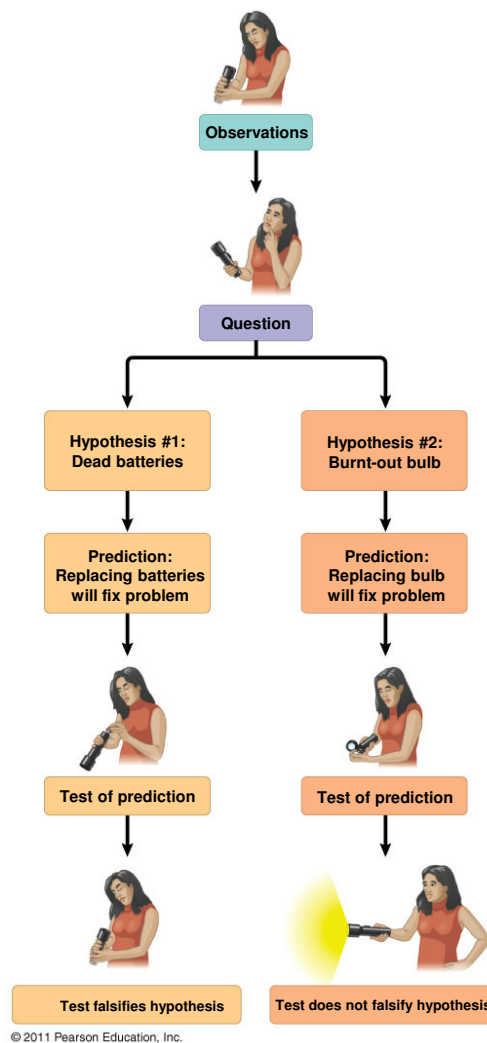 Observations
Question
Hypothesis #1:
Dead batteries
Hypothesis #2:
Burnt-out bulb
Prediction:
Replacing batteries
will fix problem
Prediction:
Replacing bulb
will fix problem
Test of prediction
Test of prediction
Test falsifies hypothesis
Test does not falsify hypothesis
© 2011 Pearson Education, Inc.